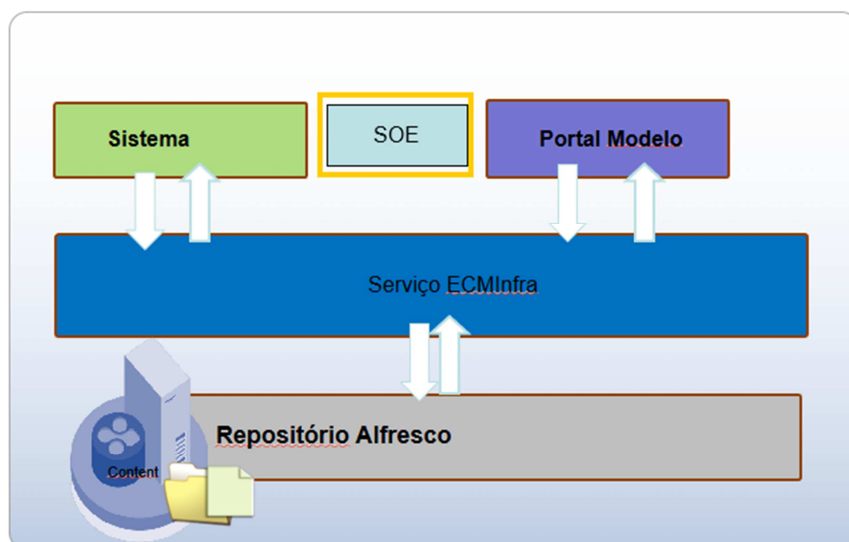 Sistema
SOE
Portal Modelo
Serviço ECMInfra
Repositório Alfresco
Content